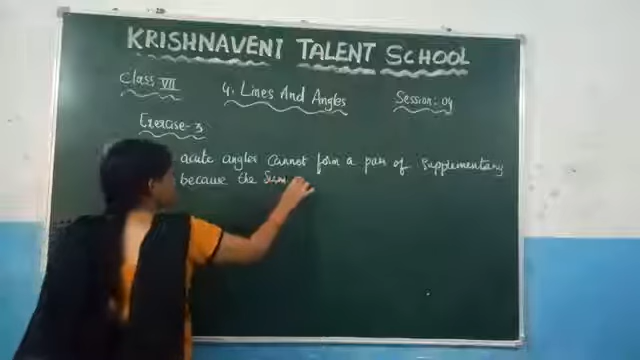 KRISHNAVENI TALENT SCHOOL
Class VII
4. Lines And Angles
Session: 04
Exercise-3
acute angles cannot form a pair of Supplementary
because the Sum